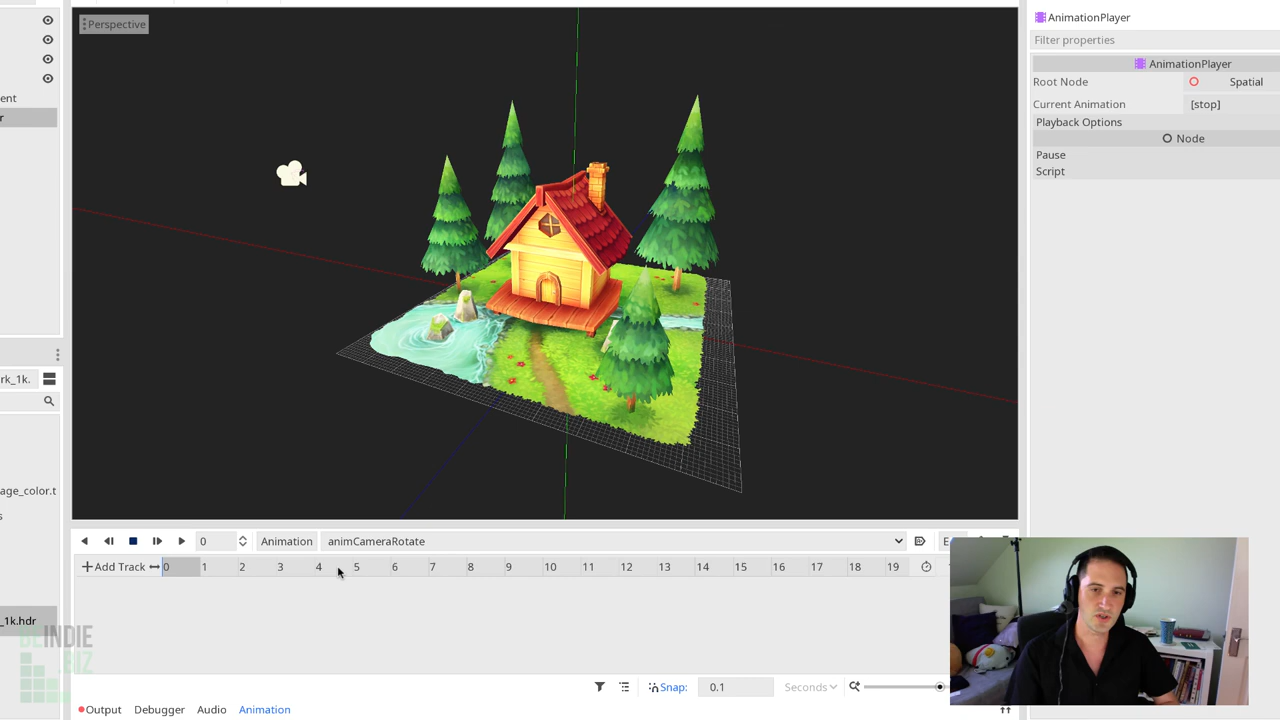 Perspective
AnimationPlayer
Filter properties
AnimationPlayer
Root Node
Spatial
Current Animation
[stop]
Playback Options
Node
Pause
Script
ent
r
rk_1k.
age_color.t
s
_1k.hdr
INDIE
.BIZ
0
Animation
animCameraRotate
E
Add Track
0 1 2 3 4 5 6 7 8 9 10 11 12 13 14 15 16 17 18 19
Snap:
0.1
Seconds
Output
Debugger
Audio
Animation